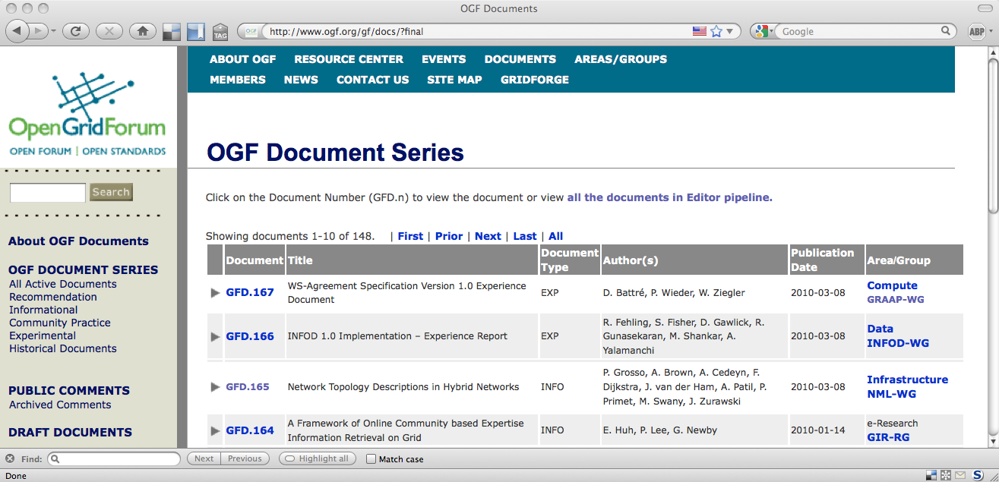 OGF Documents
TAG
OGF
http://www.ogf.org/gf/docs/?final
Google
ABP
OpenGridForum
OPEN FORUM | OPEN STANDARDS
Search
About OGF Documents
OGF DOCUMENT SERIES
All Active Documents
Recommendation
Informational
Community Practice
Experimental
Historical Documents
PUBLIC COMMENTS
Archived Comments
DRAFT DOCUMENTS
ABOUT OGF RESOURCE CENTER EVENTS DOCUMENTS AREAS/GROUPS
MEMBERS NEWS CONTACT US SITE MAP GRIDFORGE
OGF Document Series
Click on the Document Number (GFD.n) to view the document or view all the documents in Editor pipeline.
Showing documents 1-10 of 148. | First | Prior | Next | Last | All
Document Title Document Type Author(s) Publication Date Area/Group
GFD.167
WS-Agreement Specification Version 1.0 Experience
Document
EXP
D. Battré, P. Wieder, W. Ziegler
2010-03-08
Compute
GRAAP-WG
GFD.166
INFOD 1.0 Implementation – Experience Report
EXP
R. Fehling, S. Fisher, D. Gawlick, R.
Gunasekaran, M. Shankar, A.
Yalamanchi
2010-03-08
Data
INFOD-WG
GFD.165
Network Topology Descriptions in Hybrid Networks
INFO
P. Grosso, A. Brown, A. Cedeyn, F.
Dijkstra, J. van der Ham, A. Patil, P.
Primet, M. Swany, J. Zurawski
2010-03-08
Infrastructure
NML-WG
GFD.164
A Framework of Online Community based Expertise
Information Retrieval on Grid
INFO
E. Huh, P. Lee, G. Newby
2010-01-14
e-Research
GIR-RG
Find: Next Previous Highlight all Match case
Done
S